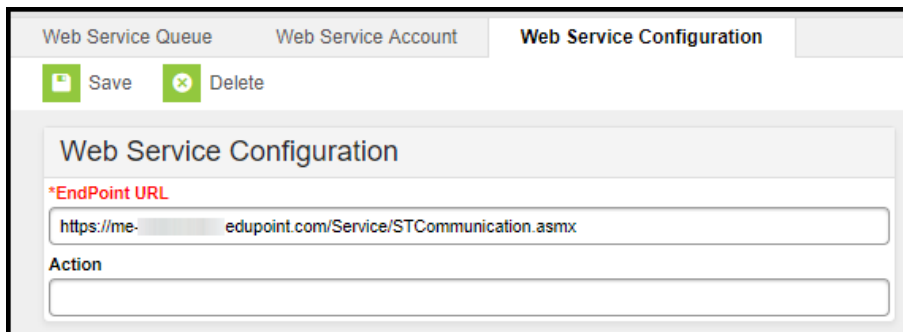 Web Service Queue Web Service Account Web Service Configuration
Save Delete
Web Service Configuration
*EndPoint URL
https://me- edupoint.com/Service/STCommunication.asmx
Action